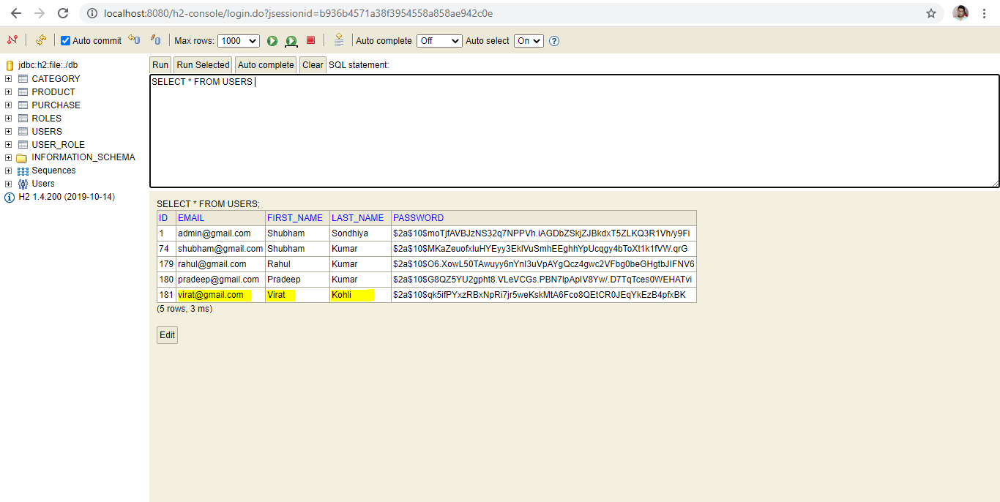 localhost:8080/h2-console/login.do?jsessionid=b936b4571a38f3954558a858ae942c0e
Auto commit Max rows: 1000 Auto complete Off Auto select On
jdbc:h2:file:./db
CATEGORY
PRODUCT
PURCHASE
ROLES
USERS
USER_ROLE
INFORMATION_SCHEMA
Sequences
Users
H2 1.4.200 (2019-10-14)
Run Run Selected Auto complete Clear SQL statement:
SELECT * FROM USERS
SELECT * FROM USERS;
ID EMAIL FIRST_NAME LAST_NAME PASSWORD
1 admin@gmail.com Shubham Sondhiya $2a$10$moTjfAVBJzNS32q7NPPVh.iAGDbZSkjZJBkdxT5ZLKQ3R1Vh/y9Fi
74 shubham@gmail.com Shubham Kumar $2a$10$MKaZeuofxluHYEyy3EklVuSmhEEghhYpUcqgy4bToXt1k1fVW.qrG
179 rahul@gmail.com Rahul Kumar $2a$10$O6.XowL50TAwuyy6nYnI3uVpAYgQcz4gwc2VFbg0beGHgtbJIFNV6
180 pradeep@gmail.com Pradeep Kumar $2a$10$G8QZ5YU2gpht8.VLeVCGs.PBN7lpAplV8Yw/.D7TqTces0WEHATvi
181 virat@gmail.com Virat Kohli $2a$10$qk5ifPYxzRBxNpRi7jr5weKskMtA6Fco8QEtCR0JEqYkEzB4pfxBK
(5 rows, 3 ms)
Edit